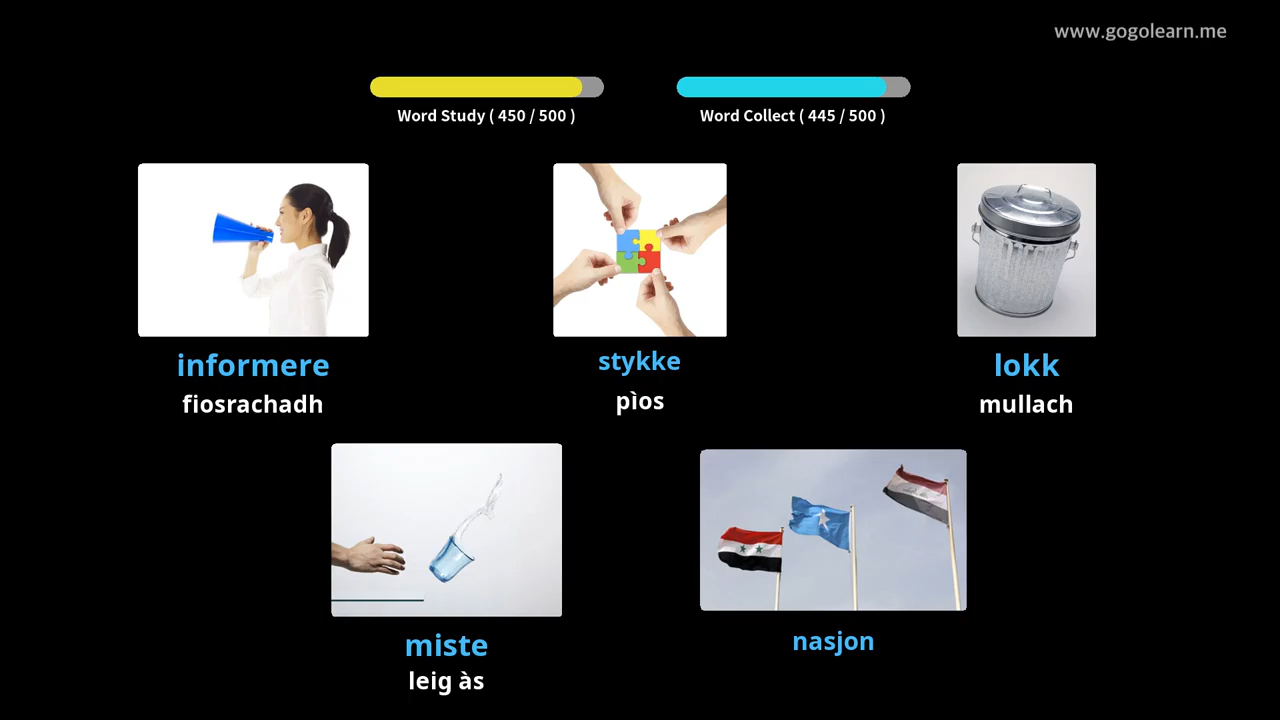 www.gogolearn.me
Word Study ( 450 / 500 )
Word Collect ( 445 / 500 )
informere
fiosrachadh
stykke
pìos
lokk
mullach
miste
leig às
nasjon